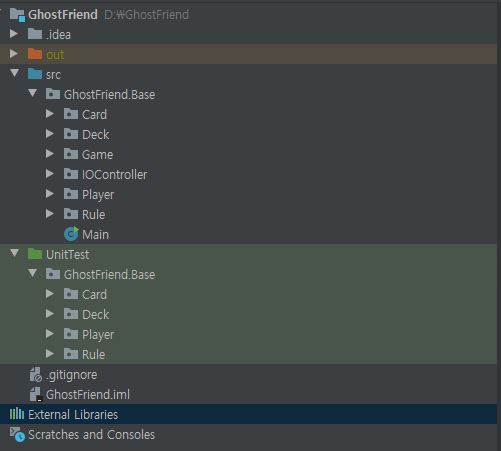 GhostFriend D:₩GhostFriend
.idea
out
src
GhostFriend.Base
Card
Deck
Game
IOController
Player
Rule
Main
UnitTest
GhostFriend.Base
Card
Deck
Player
Rule
.gitignore
GhostFriend.iml
External Libraries
Scratches and Consoles